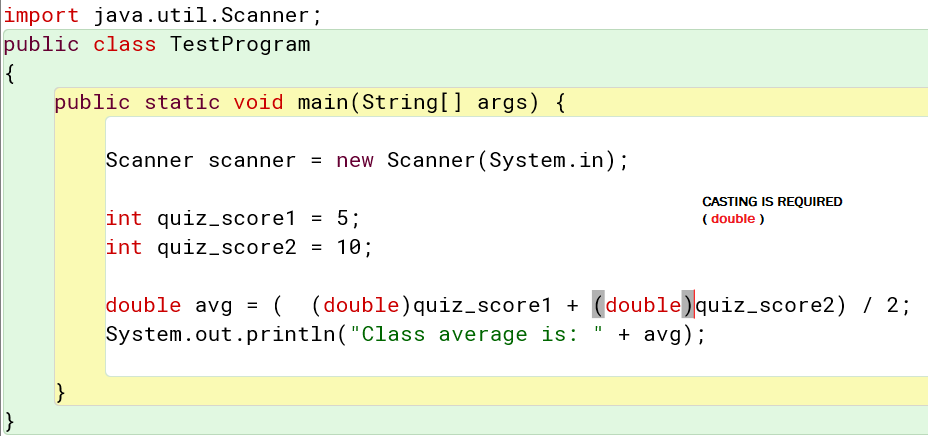 import java.util.Scanner;
public class TestProgram
{
public static void main(String[] args) {
Scanner scanner = new Scanner(System.in);
CASTING IS REQUIRED
( double )
int quiz_score1 = 5;
int quiz_score2 = 10;
double avg = (  (double)quiz_score1 + (double)quiz_score2) / 2;
System.out.println("Class average is: " + avg);
}
}